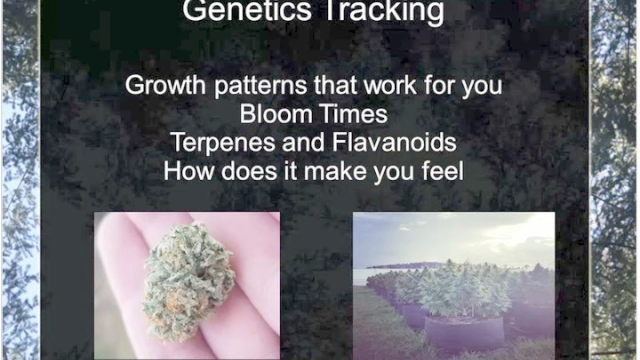 Genetics Tracking
Growth patterns that work for you
Bloom Times
Terpenes and Flavanoids
How does it make you feel